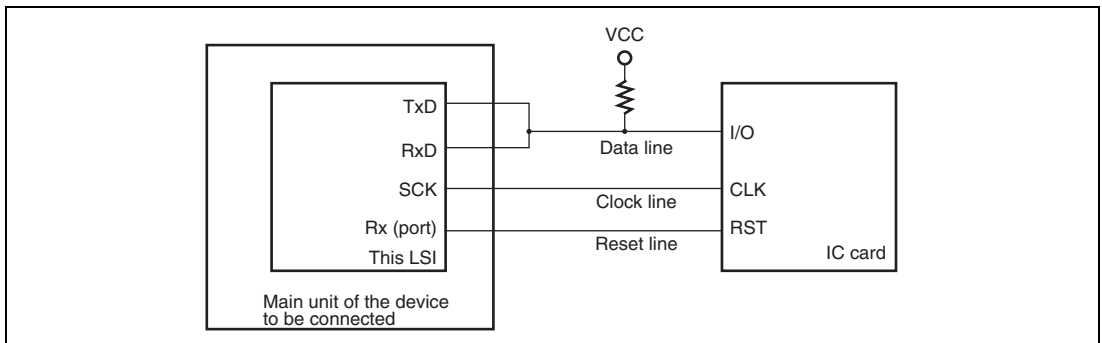 VCC
TxD
RxD
SCK
Rx (port)
This LSI
Main unit of the device
to be connected
Data line
Clock line
Reset line
I/O
CLK
RST
IC card